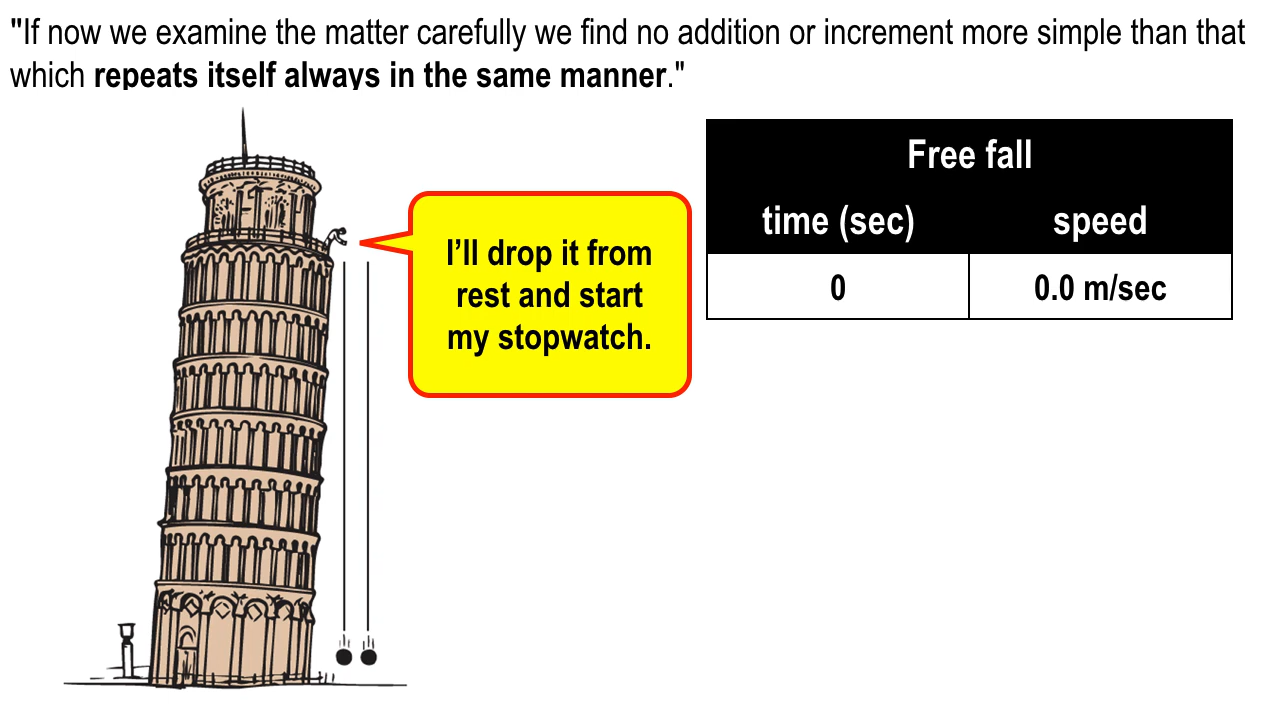 "If now we examine the matter carefully we find no addition or increment more simple than that
which repeats itself always in the same manner."
I’ll drop it from
rest and start
my stopwatch.
Free fall
time (sec) speed
0 0.0 m/sec